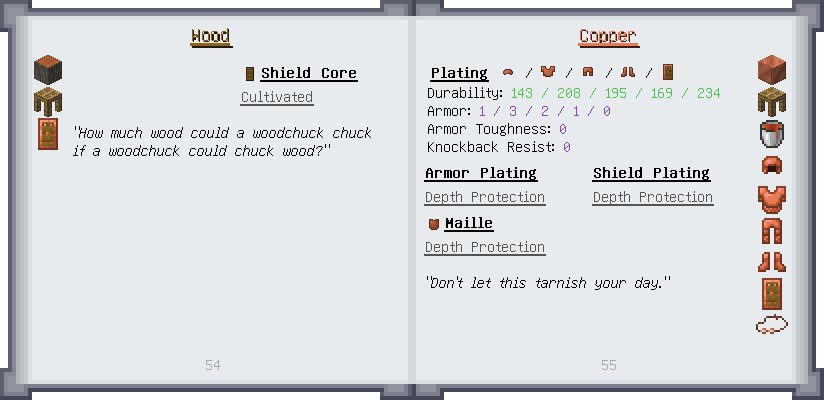 Wood
Shield Core
Cultivated
"How much wood could a woodchuck chuck
if a woodchuck could chuck wood?"
54
Copper
Plating / / / /
Durability: 143 / 208 / 195 / 169 / 234
Armor: 1 / 3 / 2 / 1 / 0
Armor Toughness: 0
Knockback Resist: 0
Armor Plating
Depth Protection
Shield Plating
Depth Protection
Maille
Depth Protection
"Don't let this tarnish your day."
55